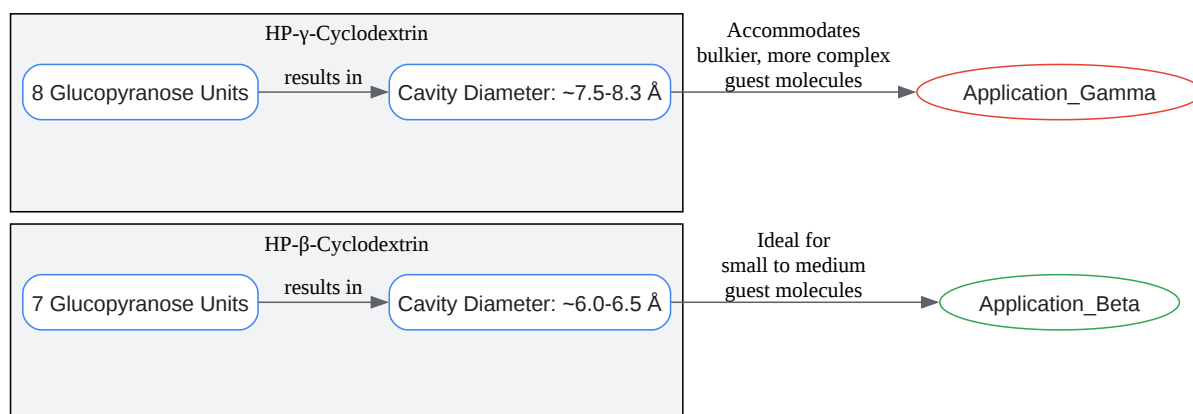 HP-γ-Cyclodextrin
8 Glucopyranose Units
results in
Cavity Diameter: ~7.5-8.3 Å
Accommodates
bulkier, more complex
guest molecules
Application_Gamma
HP-β-Cyclodextrin
7 Glucopyranose Units
results in
Cavity Diameter: ~6.0-6.5 Å
Ideal for
small to medium
guest molecules
Application_Beta